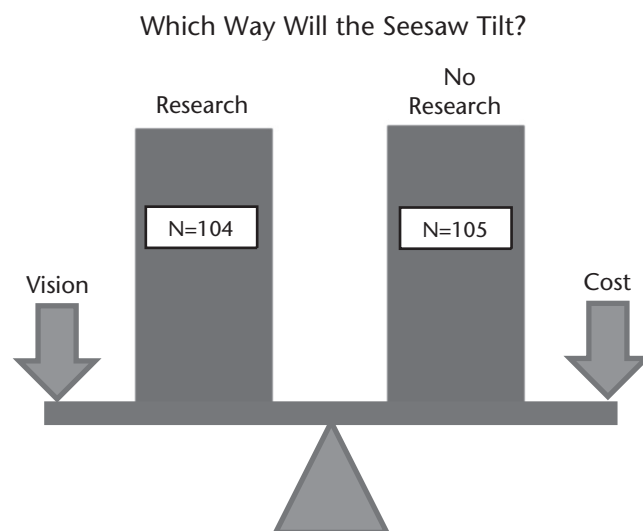 Which Way Will the Seesaw Tilt?
Research
No
Research
N=104
N=105
Vision
Cost